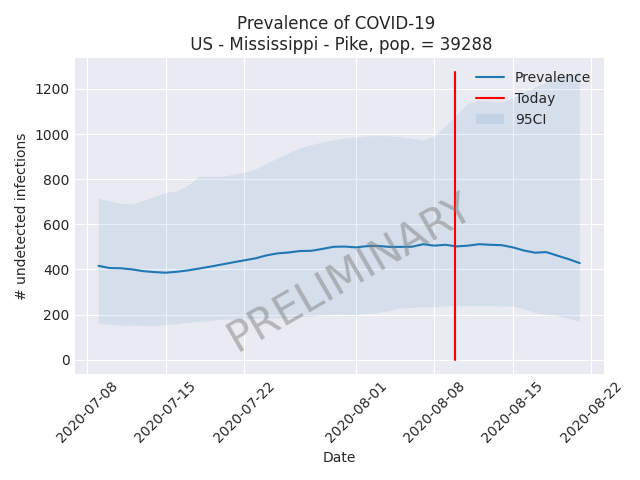 Prevalence of COVID-19
US - Mississippi - Pike, pop. = 39288
Prevalence
Today
95CI
1200
1000
800
600
400
200
0
# undetected infections
PRELIMINARY
2020-07-08
2020-07-15
2020-07-22
2020-08-01
2020-08-08
2020-08-15
2020-08-22
Date